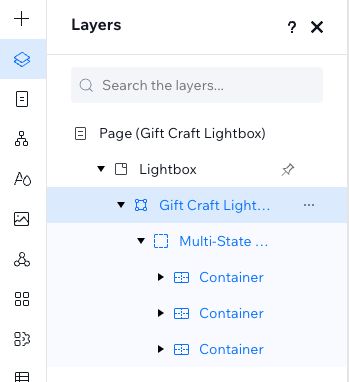 Layers
?
Search the layers...
Page (Gift Craft Lightbox)
Lightbox
Gift Craft Light...
Multi-State ...
Container
Container
Container